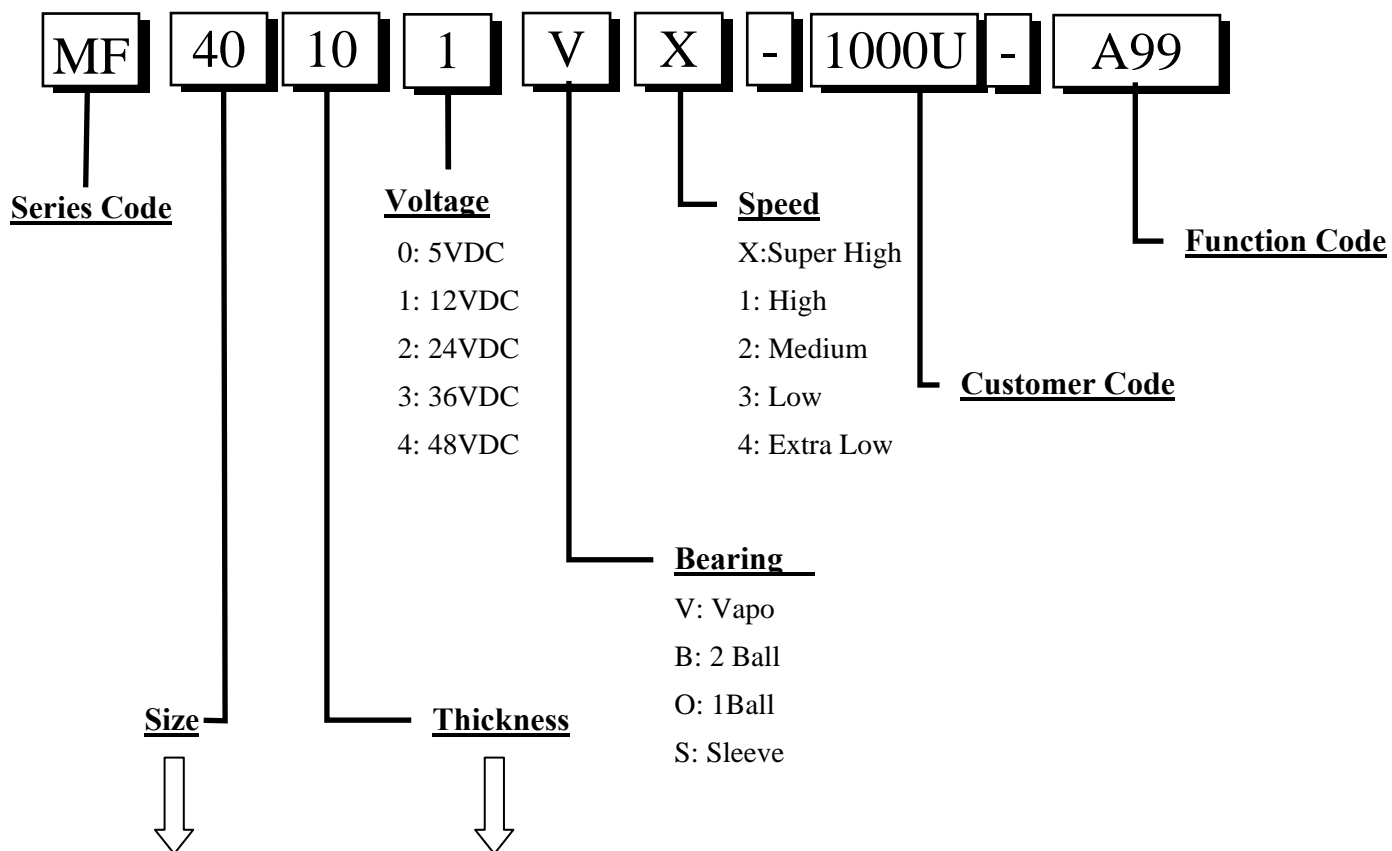 MF 40 10 1 V X - 1000U - A99
Series Code
Voltage
0: 5VDC
1: 12VDC
2: 24VDC
3: 36VDC
4: 48VDC
Speed
X:Super High
1: High
2: Medium
3: Low
4: Extra Low
Function Code
Customer Code
Bearing
V: Vapo
B: 2 Ball
O: 1Ball
S: Sleeve
Size
Thickness